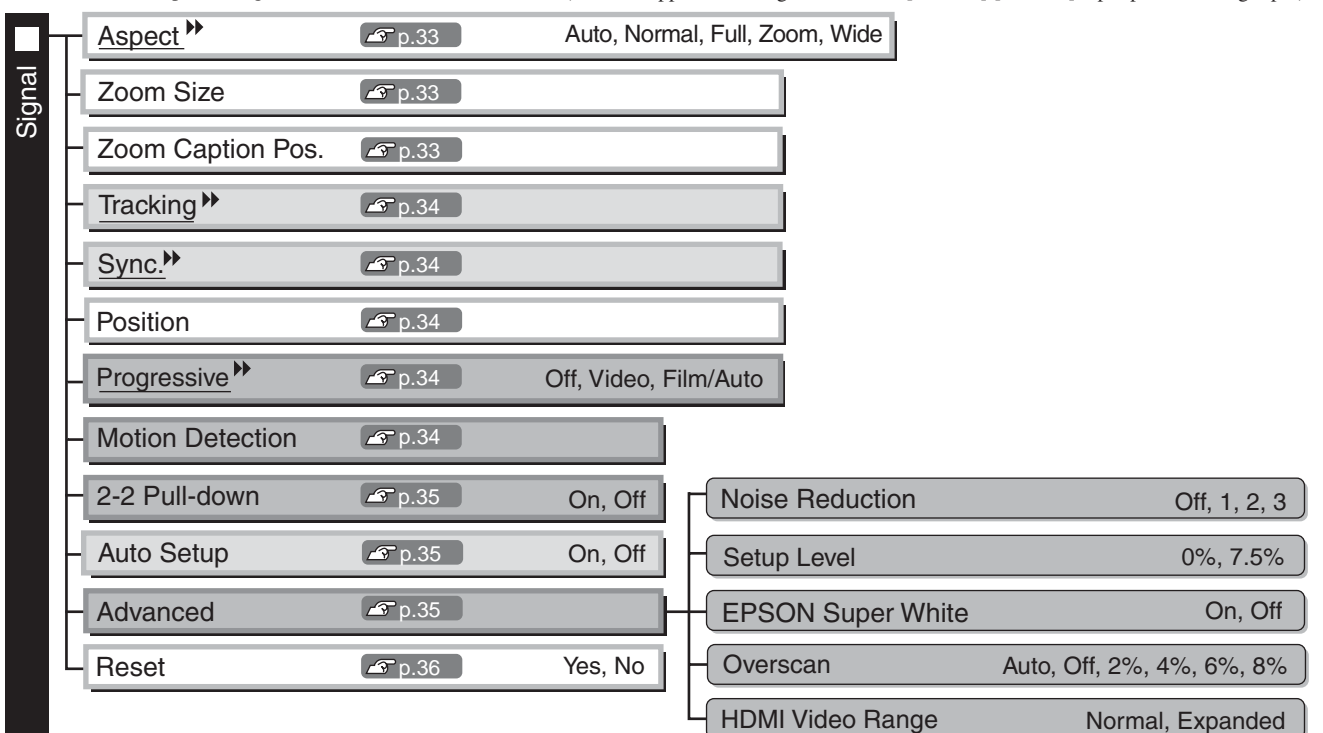 Signal
Aspect p.33 Auto, Normal, Full, Zoom, Wide
Zoom Size p.33
Zoom Caption Pos. p.33
Tracking p.34
Sync. p.34
Position p.34
Progressive p.34 Off, Video, Film/Auto
Motion Detection p.34
2-2 Pull-down p.35 On, Off
Auto Setup p.35 On, Off
Advanced p.35
Reset p.36 Yes, No
Noise Reduction Off, 1, 2, 3
Setup Level 0%, 7.5%
EPSON Super White On, Off
Overscan Auto, Off, 2%, 4%, 6%, 8%
HDMI Video Range Normal, Expanded